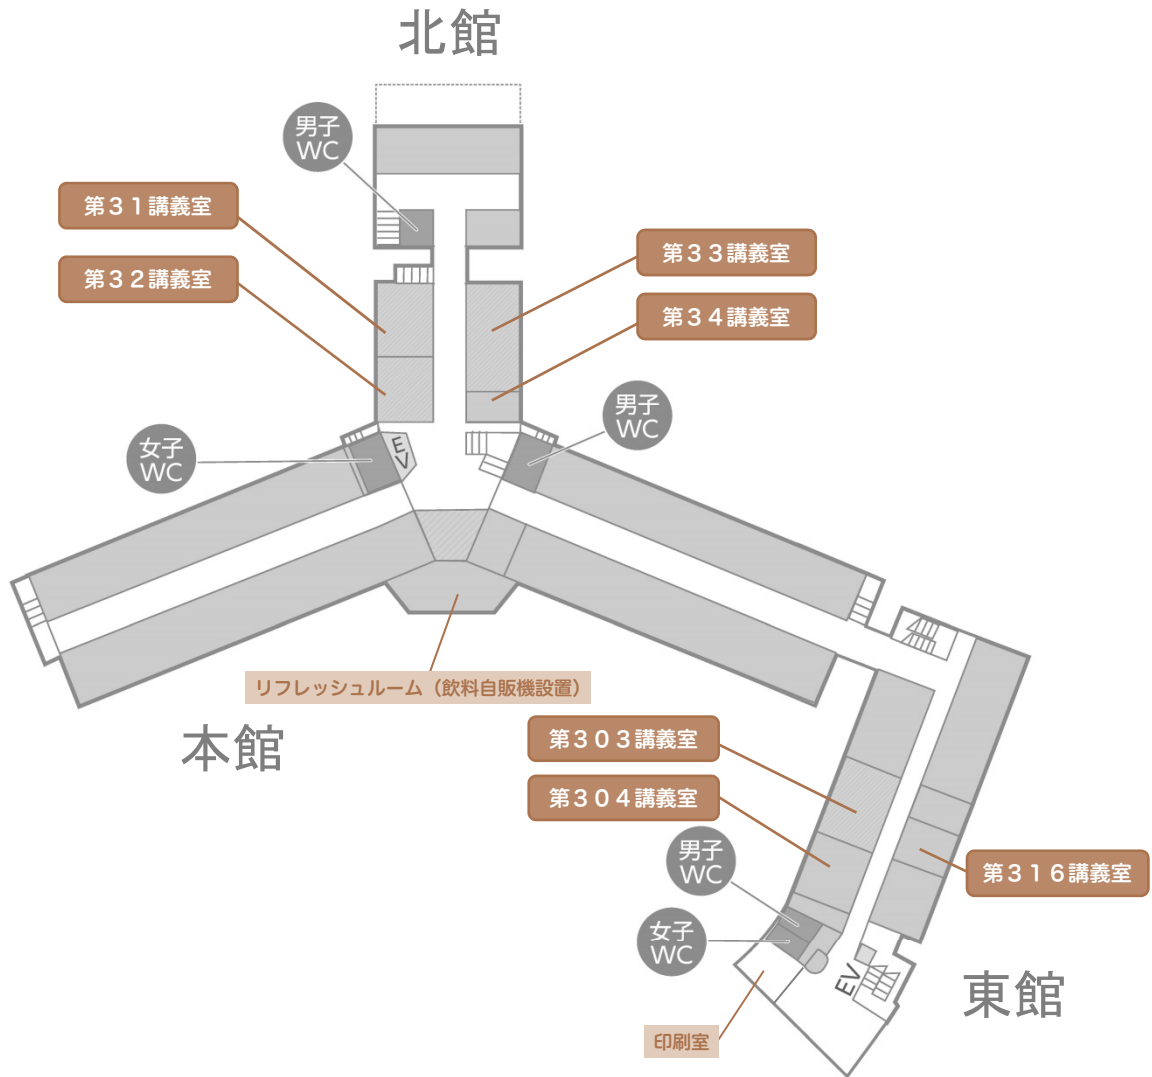 北館
男子
WC
第３１講義室
第３２講義室
第３３講義室
第３４講義室
男子
WC
女子
WC
EV
リフレッシュルーム（飲料自販機設置）
本館
第３０３講義室
第３０４講義室
男子
WC
第３１６講義室
女子
WC
EV
東館
印刷室